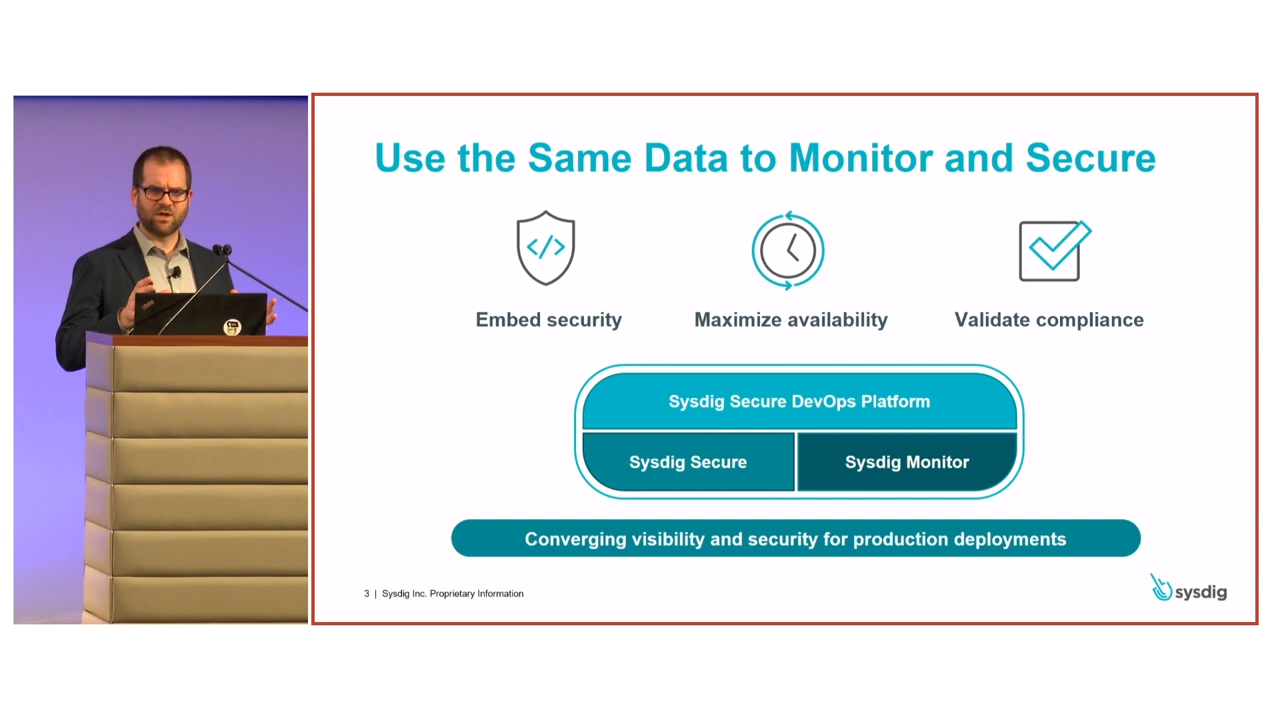 Use the Same Data to Monitor and Secure
Embed security
Maximize availability
Validate compliance
Sysdig Secure DevOps Platform
Sysdig Secure
Sysdig Monitor
Converging visibility and security for production deployments
3 | Sysdig Inc. Proprietary Information
sysdig